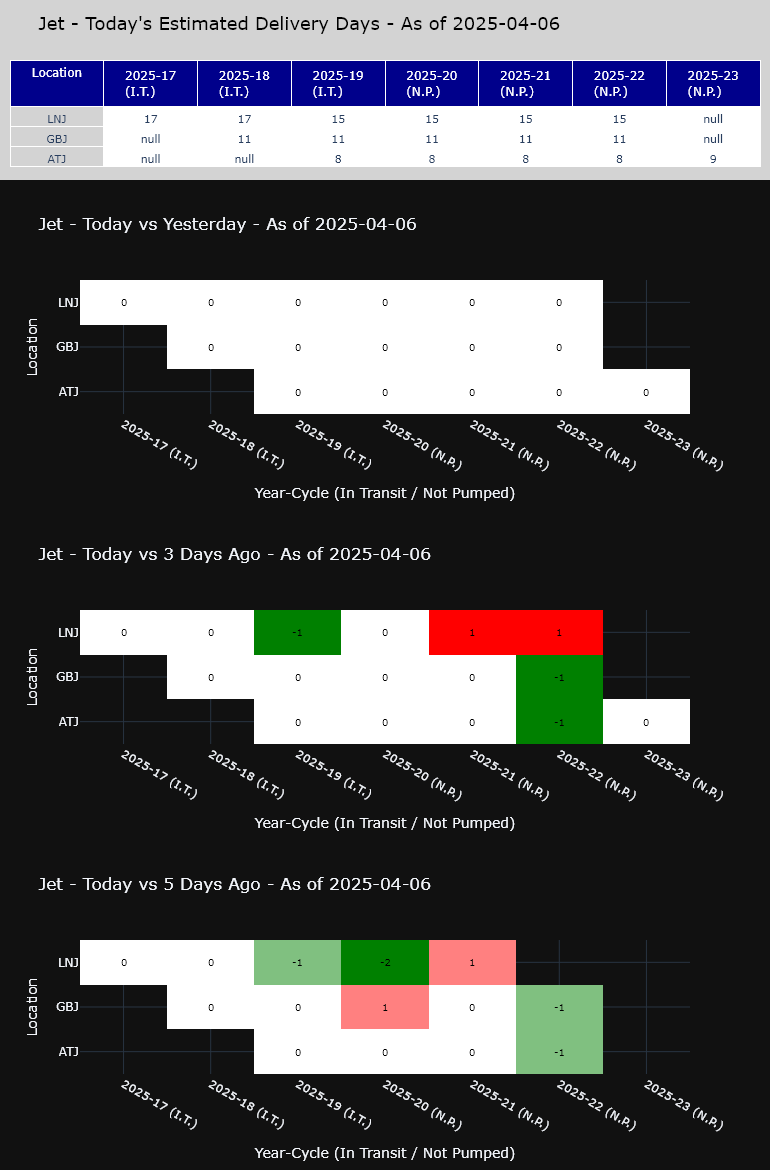 Jet - Today's Estimated Delivery Days - As of 2025-04-06
Location 2025-17 (I.T.) 2025-18 (I.T.) 2025-19 (I.T.) 2025-20 (N.P.) 2025-21 (N.P.) 2025-22 (N.P.) 2025-23 (N.P.)
LNJ 17 17 15 15 15 15 null
GBJ null 11 11 11 11 11 null
ATJ null null 8 8 8 8 9
Jet - Today vs Yesterday - As of 2025-04-06
Location
LNJ 0 0 0 0 0 0
GBJ 0 0 0 0 0
ATJ 0 0 0 0 0
2025-17 (I.T.) 2025-18 (I.T.) 2025-19 (I.T.) 2025-20 (N.P.) 2025-21 (N.P.) 2025-22 (N.P.) 2025-23 (N.P.)
Year-Cycle (In Transit / Not Pumped)
Jet - Today vs 3 Days Ago - As of 2025-04-06
Location
LNJ 0 0 -1 0 1 1
GBJ 0 0 0 0 -1
ATJ 0 0 0 -1 0
2025-17 (I.T.) 2025-18 (I.T.) 2025-19 (I.T.) 2025-20 (N.P.) 2025-21 (N.P.) 2025-22 (N.P.) 2025-23 (N.P.)
Year-Cycle (In Transit / Not Pumped)
Jet - Today vs 5 Days Ago - As of 2025-04-06
Location
LNJ 0 0 -1 -2 1
GBJ 0 0 1 0 -1
ATJ 0 0 0 -1
2025-17 (I.T.) 2025-18 (I.T.) 2025-19 (I.T.) 2025-20 (N.P.) 2025-21 (N.P.) 2025-22 (N.P.) 2025-23 (N.P.)
Year-Cycle (In Transit / Not Pumped)